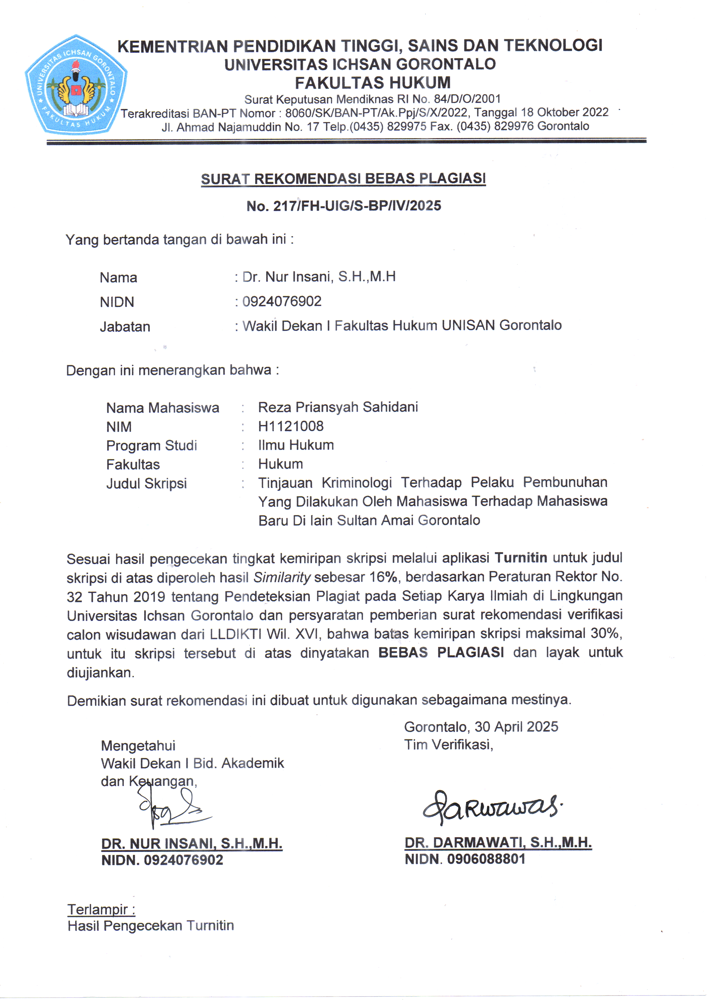 KEMENTRIAN PENDIDIKAN TINGGI, SAINS DAN TEKNOLOGI
UNIVERSITAS ICHSAN GORONTALO
FAKULTAS HUKUM
Surat Keputusan Mendiknas RI No. 84/D/O/2001
Terakreditasi BAN-PT Nomor : 8060/SK/BAN-PT/Ak.Ppj/S/X/2022, Tanggal 18 Oktober 2022
Jl. Ahmad Najamuddin No. 17 Telp.(0435) 829975 Fax. (0435) 829976 Gorontalo
UNIVERSITAS ICHSAN GORONTALO
FAKULTAS HUKUM
SURAT REKOMENDASI BEBAS PLAGIASI
No. 217/FH-UIG/S-BP/IV/2025
Yang bertanda tangan di bawah ini :
Nama : Dr. Nur Insani, S.H.,M.H
NIDN : 0924076902
Jabatan : Wakil Dekan I Fakultas Hukum UNISAN Gorontalo
Dengan ini menerangkan bahwa :
Nama Mahasiswa : Reza Priansyah Sahidani
NIM : H1121008
Program Studi : Ilmu Hukum
Fakultas : Hukum
Judul Skripsi : Tinjauan Kriminologi Terhadap Pelaku Pembunuhan
Yang Dilakukan Oleh Mahasiswa Terhadap Mahasiswa
Baru Di Iain Sultan Amai Gorontalo
Sesuai hasil pengecekan tingkat kemiripan skripsi melalui aplikasi Turnitin untuk judul
skripsi di atas diperoleh hasil Similarity sebesar 16%, berdasarkan Peraturan Rektor No.
32 Tahun 2019 tentang Pendeteksian Plagiat pada Setiap Karya Ilmiah di Lingkungan
Universitas Ichsan Gorontalo dan persyaratan pemberian surat rekomendasi verifikasi
calon wisudawan dari LLDIKTI Wil. XVI, bahwa batas kemiripan skripsi maksimal 30%,
untuk itu skripsi tersebut di atas dinyatakan BEBAS PLAGIASI dan layak untuk
diujiankan.
Demikian surat rekomendasi ini dibuat untuk digunakan sebagaimana mestinya.
Gorontalo, 30 April 2025
Tim Verifikasi,
Mengetahui
Wakil Dekan I Bid. Akademik
dan Keuangan,
DR. NUR INSANI, S.H.,M.H.
NIDN. 0924076902
DR. DARMAWATI, S.H.,M.H.
NIDN. 0906088801
Terlampir :
Hasil Pengecekan Turnitin